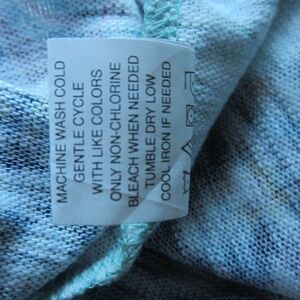 MACHINE WASH COLD
GENTLE CYCLE
WITH LIKE COLORS
ONLY NON-CHLORINE
BLEACH WHEN NEEDED
TUMBLE DRY LOW
COOL IRON IF NEEDED